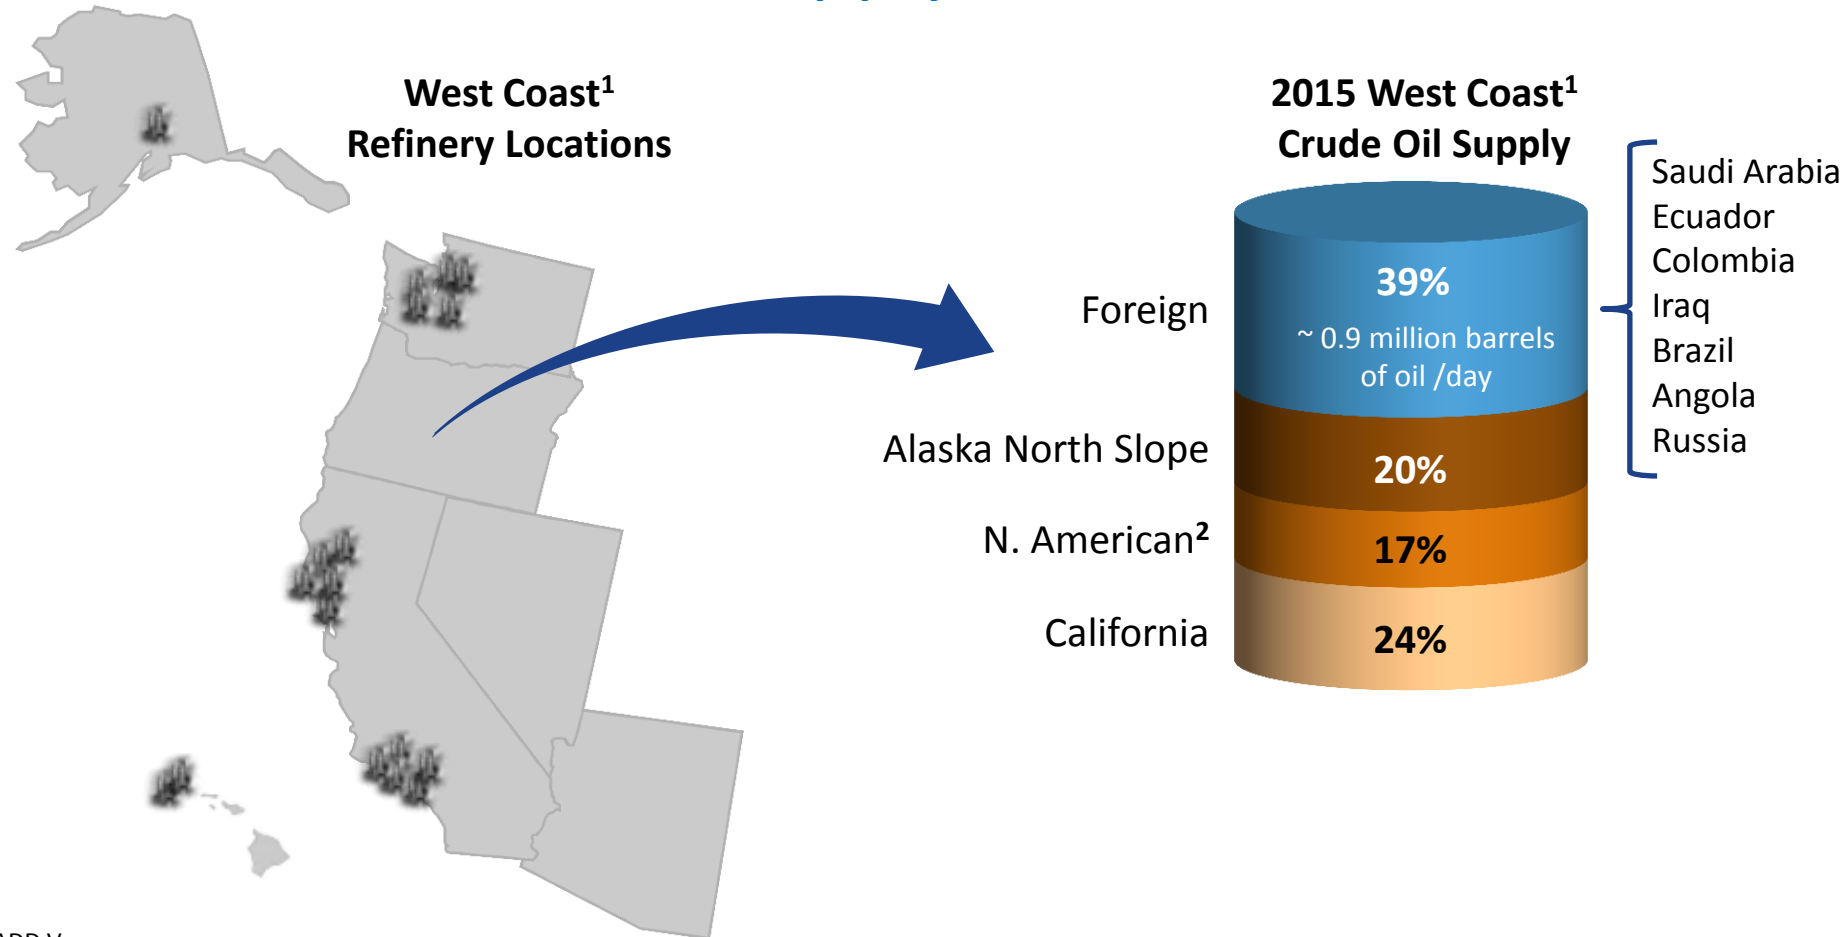 West Coast¹
Refinery Locations
2015 West Coast¹
Crude Oil Supply
Foreign
Alaska North Slope
N. American²
California
39%
~ 0.9 million barrels
of oil /day
20%
17%
24%
Saudi Arabia
Ecuador
Colombia
Iraq
Brazil
Angola
Russia